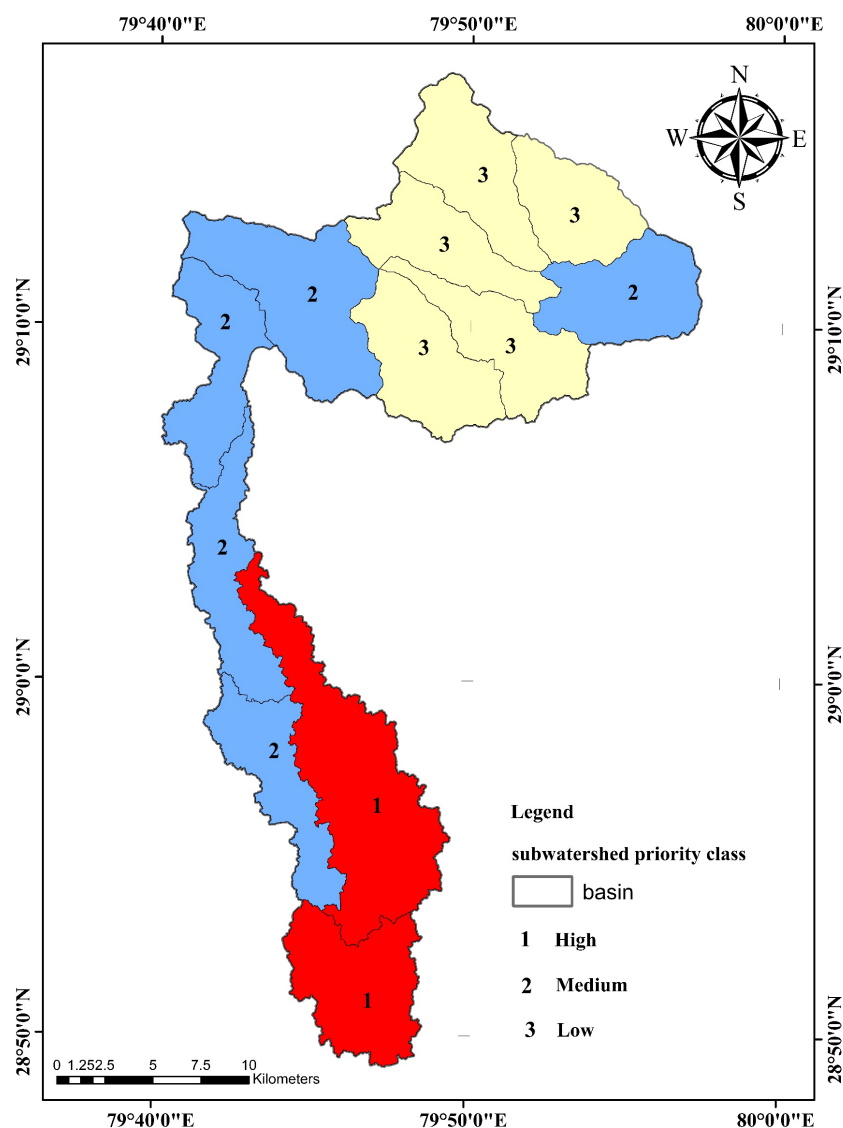 79°40'0"E 79°50'0"E 80°0'0"E
N
W E
S
3
3
3
2
2
2
3
3
29°10'0"N 29°10'0"N
2
29°0'0"N 29°0'0"N
2
1
Legend
subwatershed priority class
basin
1 High
2 Medium
3 Low
1
28°50'0"N 28°50'0"N
0 1.252.5 5 7.5 10
Kilometers
79°40'0"E 79°50'0"E 80°0'0"E